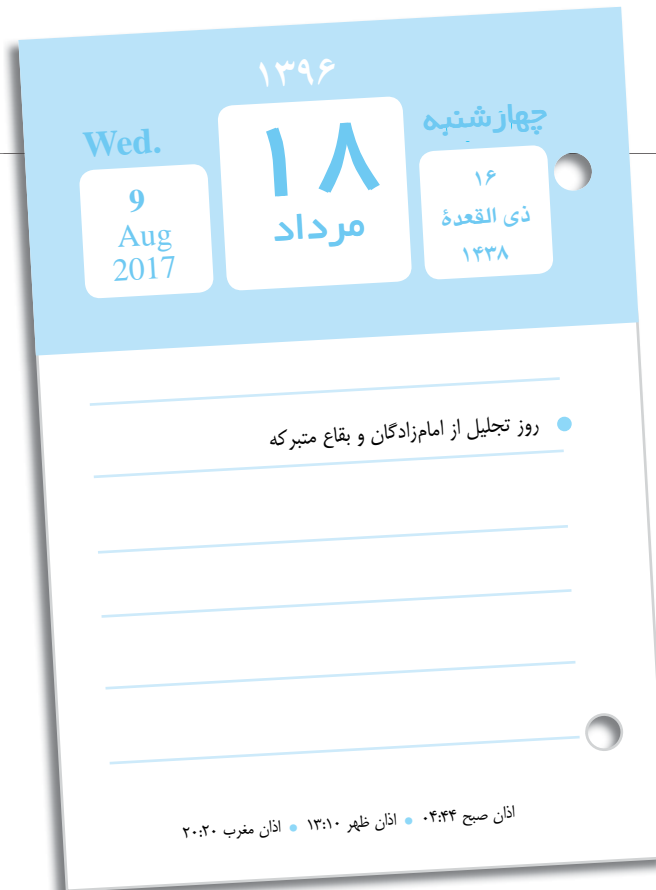 ۱۳۹۶
چهارشنبه
۱۸
مرداد
۱۶
ذی القعدۀ
۱۴۳۸
Wed.
9
Aug
2017
روز تجلیل از امام‌زادگان و بقاع متبرکه
اذان صبح ۰۴:۴۴ • اذان ظهر ۱۳:۱۰ • اذان مغرب ۲۰:۲۰